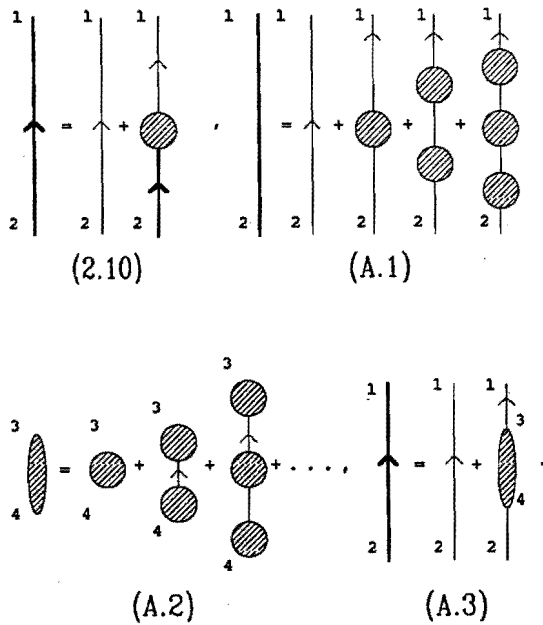 1 1 1 1 1 1 1 1
= + , = + + +
2 2 2 2 2 2 2 2
(2.10) (A.1)
3
3 3 3 1 1 1
3
= + + + . . . . , = + .
4 4 4 4
2 2 2
4
(A.2) (A.3)